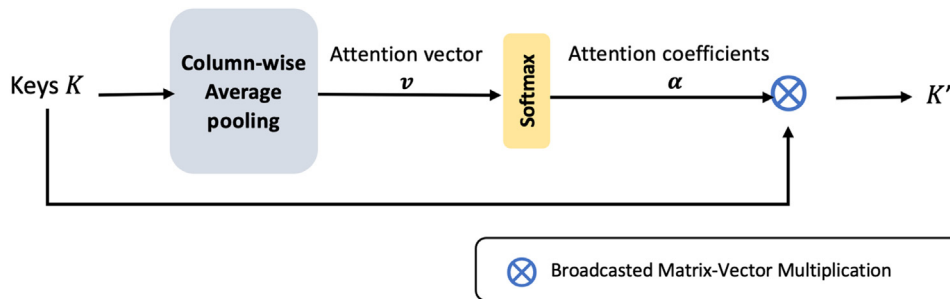 Keys K
Column-wise
Average
pooling
Attention vector
v
Softmax
Attention coefficients
α
K'
Broadcasted Matrix-Vector Multiplication